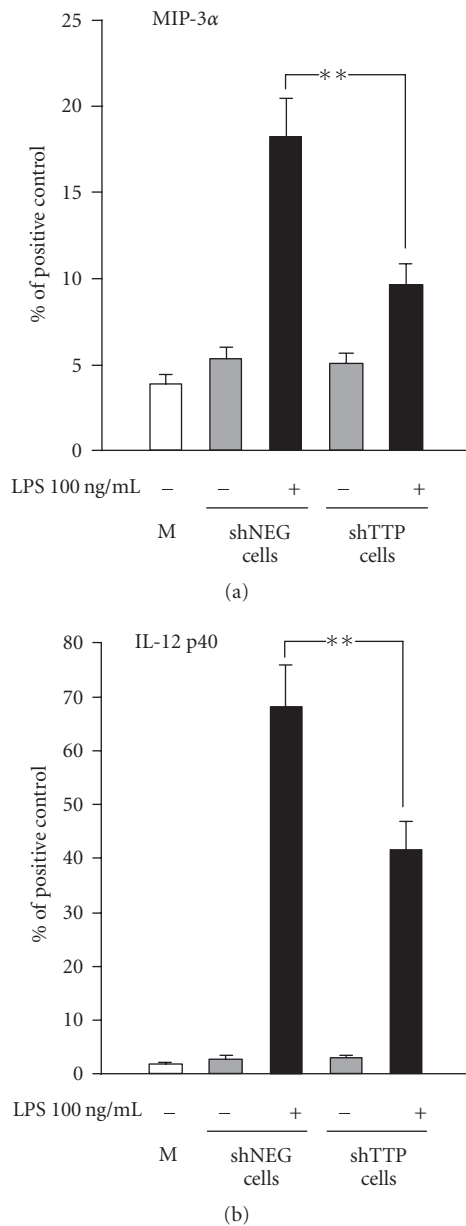 MIP-3α
25
20
15
10
5
0
% of positive control
**
LPS 100 ng/mL − − + − +
M shNEG cells shTTP cells
(a)
IL-12 p40
80
70
60
50
40
30
20
10
0
% of positive control
**
LPS 100 ng/mL − − + − +
M shNEG cells shTTP cells
(b)